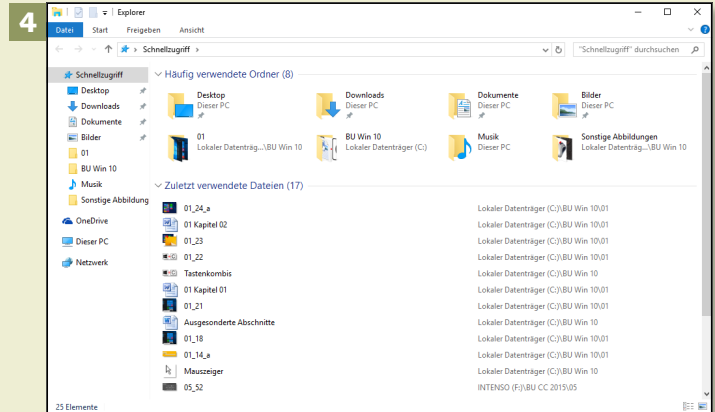 4
Explorer
Datei Start Freigeben Ansicht
Schnellzugriff
"Schnellzugriff" durchsuchen
Schnellzugriff
Desktop
Downloads
Dokumente
Bilder
01
BU Win 10
Musik
Sonstige Abbildung
OneDrive
Dieser PC
Netzwerk
Häufig verwendete Ordner (8)
Desktop
Dieser PC
Downloads
Dieser PC
Dokumente
Dieser PC
Bilder
Dieser PC
01
Lokaler Datenträg...\BU Win 10
BU Win 10
Lokaler Datenträger (C:)
Musik
Dieser PC
Sonstige Abbildungen
Lokaler Datenträg...\BU Win 10
Zuletzt verwendete Dateien (17)
01_24_a Lokaler Datenträger (C:)\BU Win 10\01
01 Kapitel 02 Lokaler Datenträger (C:)\BU Win 10\01
01_23 Lokaler Datenträger (C:)\BU Win 10\01
01_22 Lokaler Datenträger (C:)\BU Win 10\01
Tastenkombis Lokaler Datenträger (C:)\BU Win 10
01 Kapitel 01 Lokaler Datenträger (C:)\BU Win 10\01
01_21 Lokaler Datenträger (C:)\BU Win 10\01
Ausgesonderte Abschnitte Lokaler Datenträger (C:)\BU Win 10
01_18 Lokaler Datenträger (C:)\BU Win 10\01
01_14_a Lokaler Datenträger (C:)\BU Win 10\01
Mauszeiger Lokaler Datenträger (C:)\BU Win 10
05_52 INTENSO (F:)\BU CC 2015\05
25 Elemente